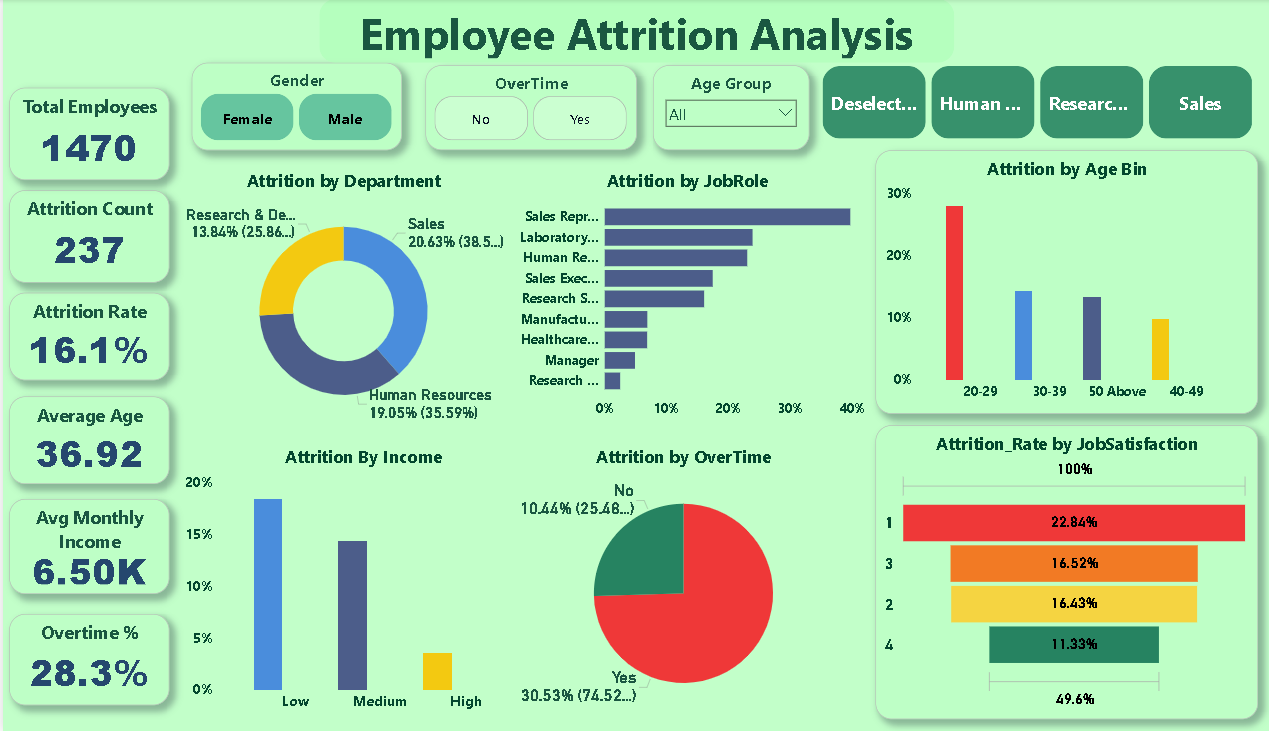 Employee Attrition Analysis
Gender
Female
Male
OverTime
No
Yes
Age Group
All
Deselect...
Human ...
Researc...
Sales
Total Employees
1470
Attrition Count
237
Attrition Rate
16.1%
Average Age
36.92
Avg Monthly
Income
6.50K
Overtime %
28.3%
Attrition by Department
Research & De...
13.84% (25.86...)
Sales
20.63% (38.5...)
Human Resources
19.05% (35.59%)
Attrition by JobRole
Sales Repr...
Laboratory...
Human Re...
Sales Exec...
Research S...
Manufactu...
Healthcare...
Manager
Research ...
0%
10%
20%
30%
40%
Attrition by Age Bin
30%
20%
10%
0%
20-29
30-39
50 Above
40-49
Attrition By Income
20%
15%
10%
5%
0%
Low
Medium
High
Attrition by OverTime
No
10.44% (25.48...)
Yes
30.53% (74.52...)
Attrition_Rate by JobSatisfaction
100%
1
22.84%
3
16.52%
2
16.43%
4
11.33%
49.6%